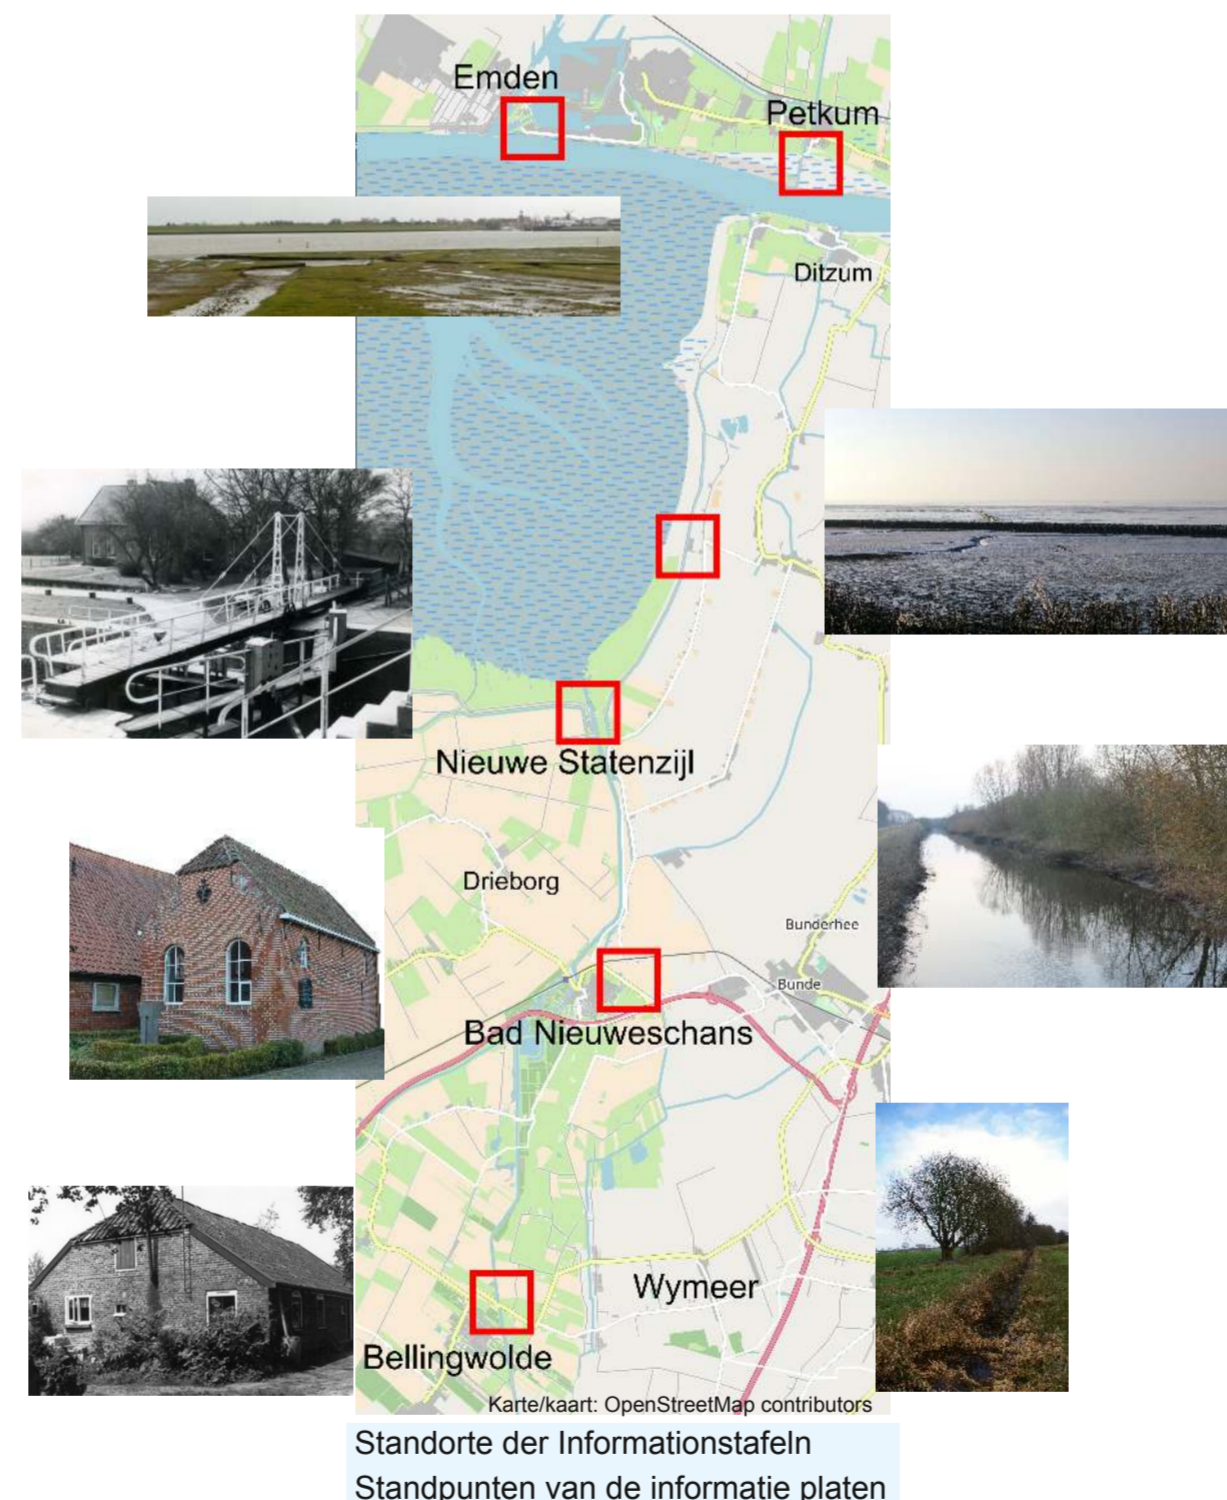 Emden
Petkum
Ditzum
Nieuwe Statenzijl
Drieborg
Bunderhee
Bunde
Bad Nieuweschans
Wymeer
Bellingwolde
Karte/kaart: OpenStreetMap contributors
Standorte der Informationstafeln
Standpunten van de informatie platen